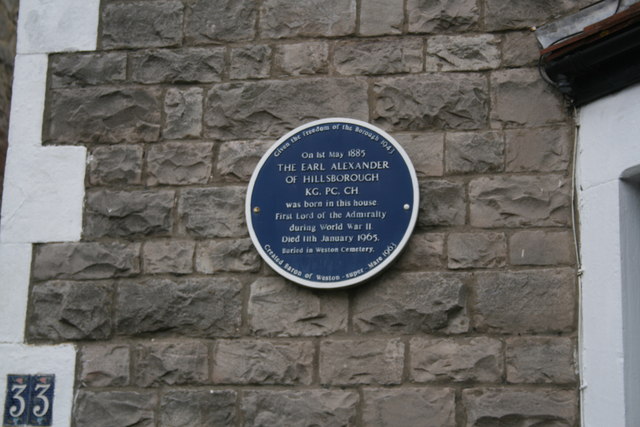 Given the Freedom of the Borough 1943
On 1st May 1885
THE EARL ALEXANDER
OF HILLSBOROUGH
KG, PC, CH
was born in this house.
First Lord of the Admiralty
during World War II.
Died 11th January 1965.
Buried in Weston Cemetery.
Created Baron of Weston-super-Mare 1963
33